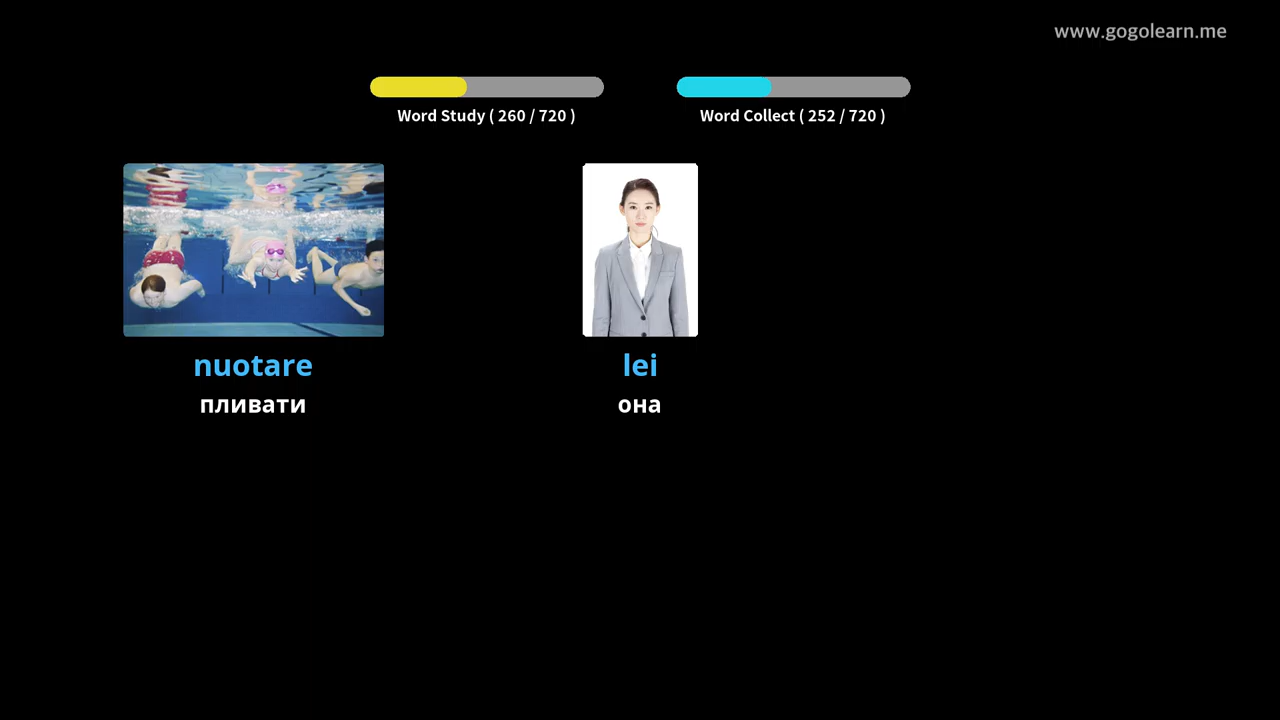 www.gogolearn.me
Word Study ( 260 / 720 )
Word Collect ( 252 / 720 )
nuotare
пливати
lei
она